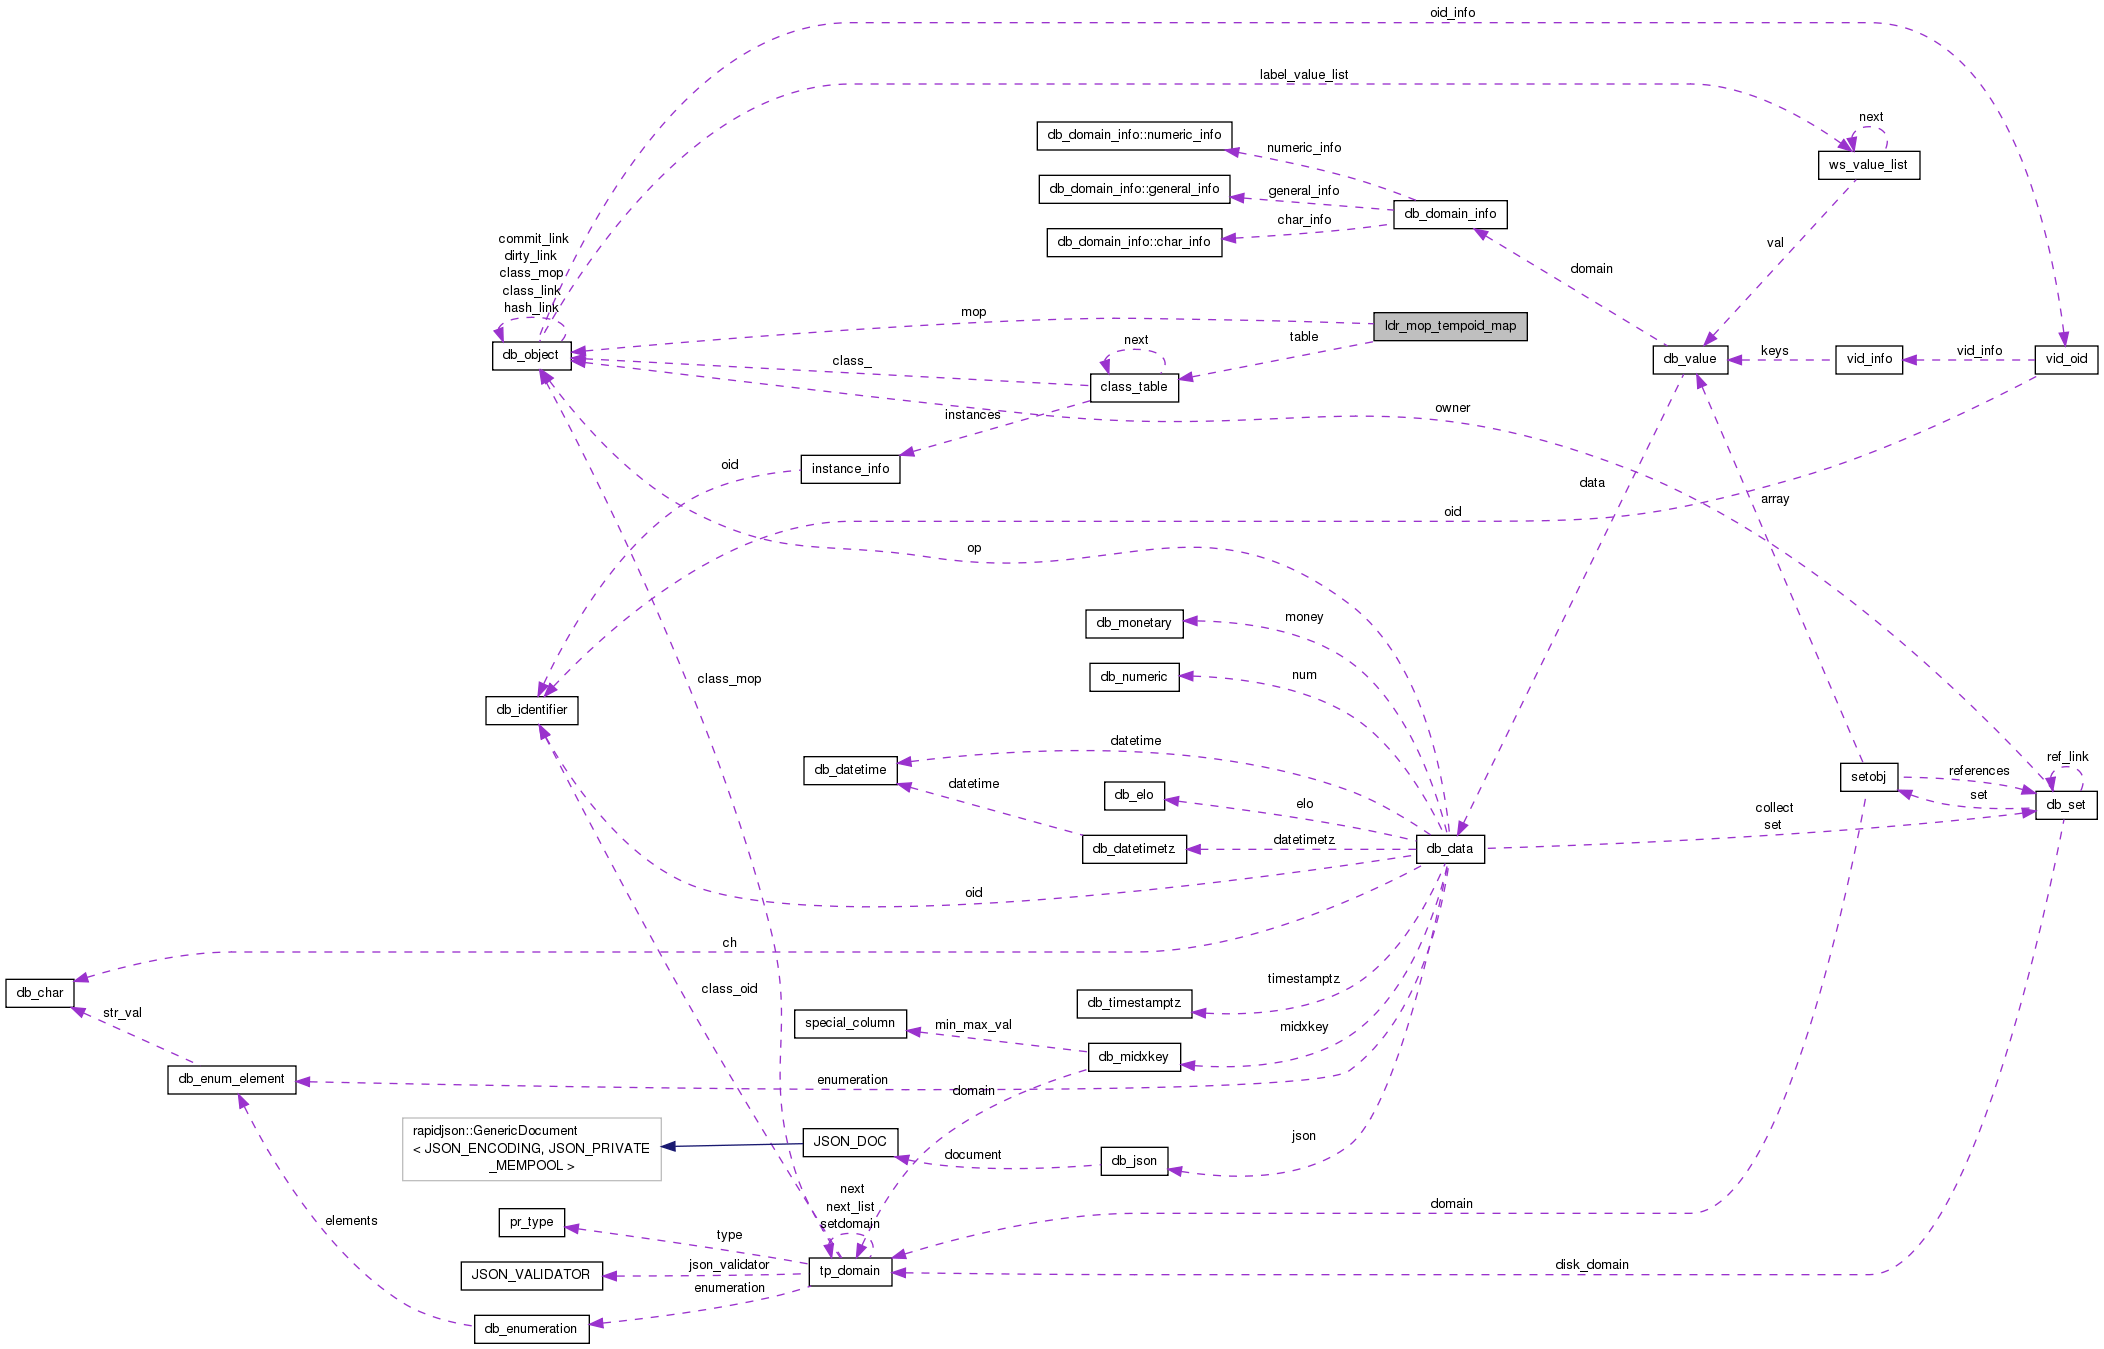 oid_info
label_value_list
next
db_domain_info::numeric_info
numeric_info
ws_value_list
db_domain_info::general_info
general_info
db_domain_info
char_info
db_domain_info::char_info
commit_link
dirty_link
class_mop
class_link
hash_link
val
domain
mop
ldr_mop_tempoid_map
table
next
db_object
class_
class_table
db_value
keys
vid_info
vid_info
vid_oid
owner
instances
oid
instance_info
data
array
oid
op
money
db_monetary
num
db_numeric
class_mop
db_identifier
datetime
db_datetime
datetime
db_elo
elo
setobj
references
set
ref_link
db_set
collect
set
datetimetz
db_datetimetz
db_data
oid
ch
db_char
str_val
class_oid
timestamptz
db_timestamptz
special_column
min_max_val
midxkey
db_midxkey
db_enum_element
enumeration
domain
rapidjson::GenericDocument
< JSON_ENCODING, JSON_PRIVATE
_MEMPOOL >
JSON_DOC
document
db_json
json
next
next_list
setdomain
domain
elements
pr_type
type
json_validator
JSON_VALIDATOR
tp_domain
disk_domain
enumeration
db_enumeration